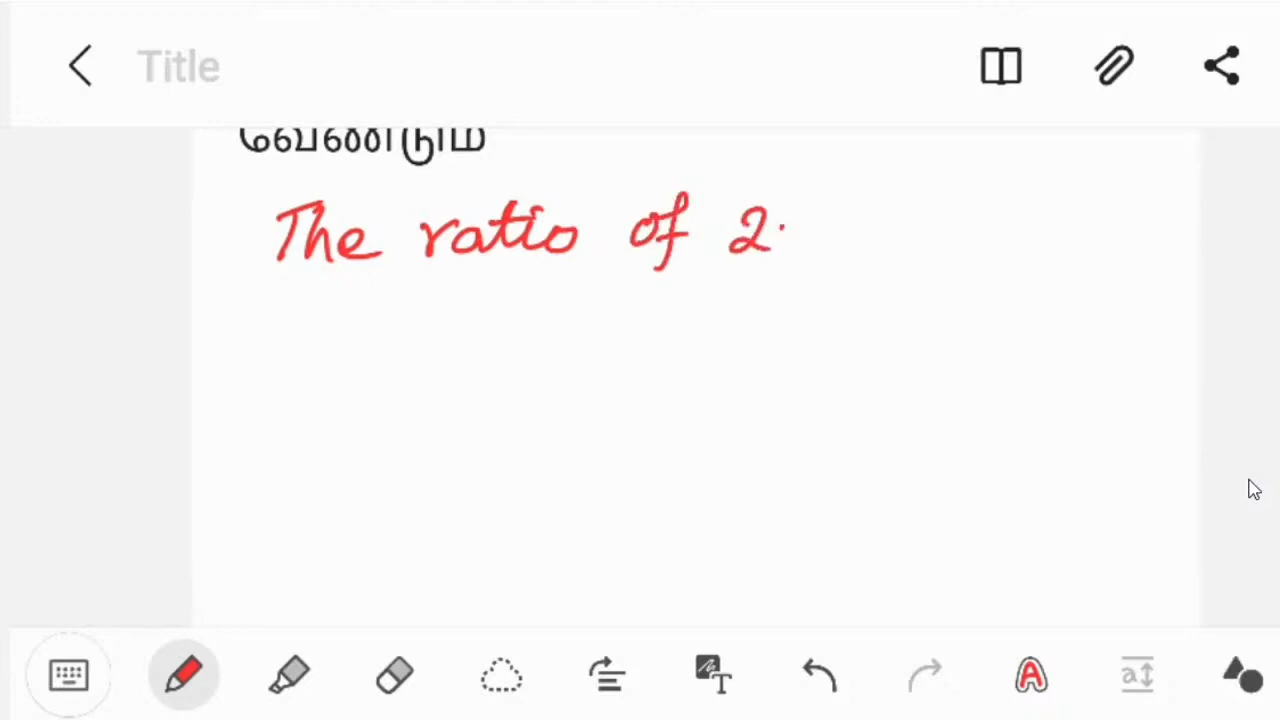 Title
வேண்டும்
The ratio of 2.